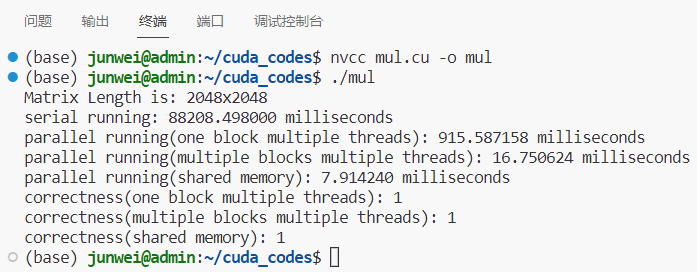 问题 输出 终端 端口 调试控制台
(base) junwei@admin:~/cuda_codes$ nvcc mul.cu -o mul
(base) junwei@admin:~/cuda_codes$ ./mul
Matrix Length is: 2048x2048
serial running: 88208.498000 milliseconds
parallel running(one block multiple threads): 915.587158 milliseconds
parallel running(multiple blocks multiple threads): 16.750624 milliseconds
parallel running(shared memory): 7.914240 milliseconds
correctness(one block multiple threads): 1
correctness(multiple blocks multiple threads): 1
correctness(shared memory): 1
(base) junwei@admin:~/cuda_codes$